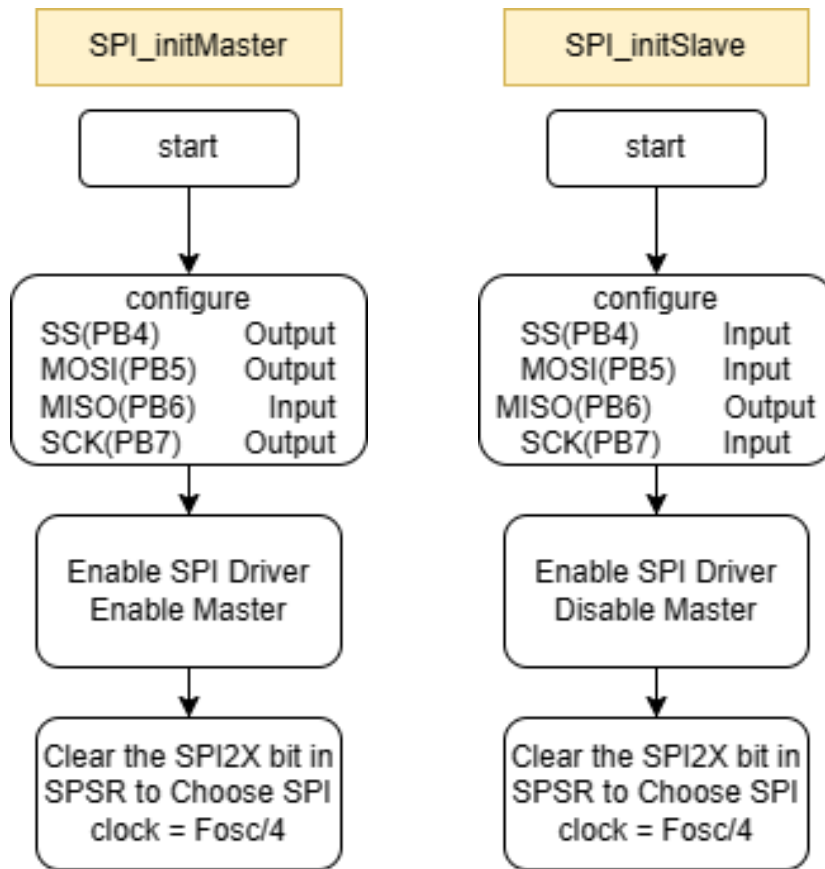 SPI_initMaster
start
configure
SS(PB4) Output
MOSI(PB5) Output
MISO(PB6) Input
SCK(PB7) Output
Enable SPI Driver
Enable Master
Clear the SPI2X bit in
SPSR to Choose SPI
clock = Fosc/4
SPI_initSlave
start
configure
SS(PB4) Input
MOSI(PB5) Input
MISO(PB6) Output
SCK(PB7) Input
Enable SPI Driver
Disable Master
Clear the SPI2X bit in
SPSR to Choose SPI
clock = Fosc/4